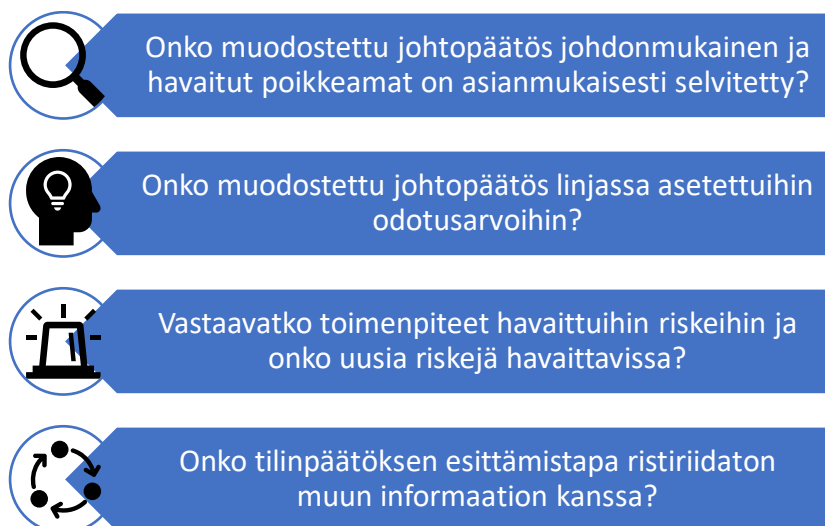 Onko muodostettu johtopäätös johdonmukainen ja
havaitut poikkeamat on asianmukaisesti selvitetty?
Onko muodostettu johtopäätös linjassa asetettuihin
odotusarvoihin?
Vastaavatko toimenpiteet havaittuihin riskeihin ja
onko uusia riskejä havaittavissa?
Onko tilinpäätöksen esittämistapa ristiriidaton
muun informaation kanssa?